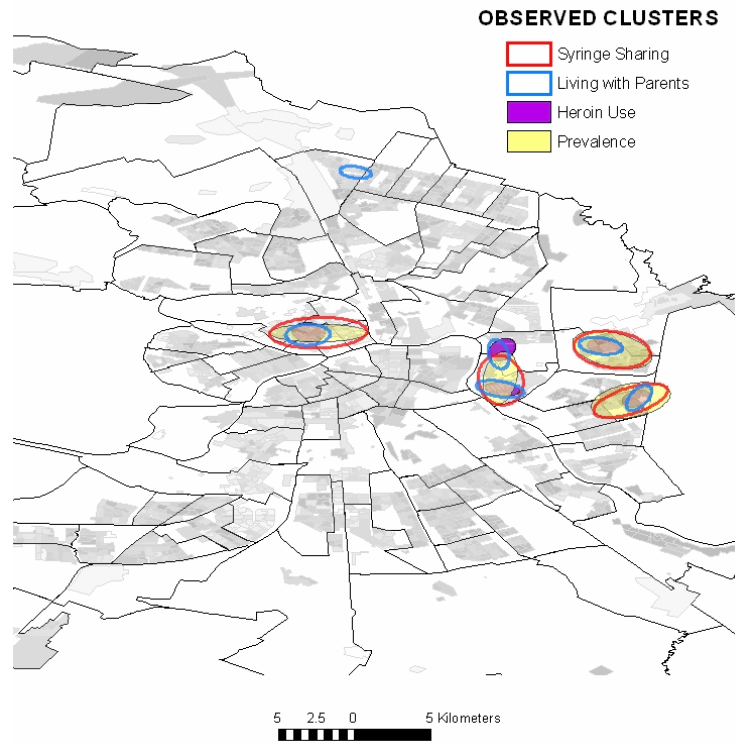 OBSERVED CLUSTERS
Syringe Sharing
Living with Parents
Heroin Use
Prevalence
5 2.5 0 5 Kilometers